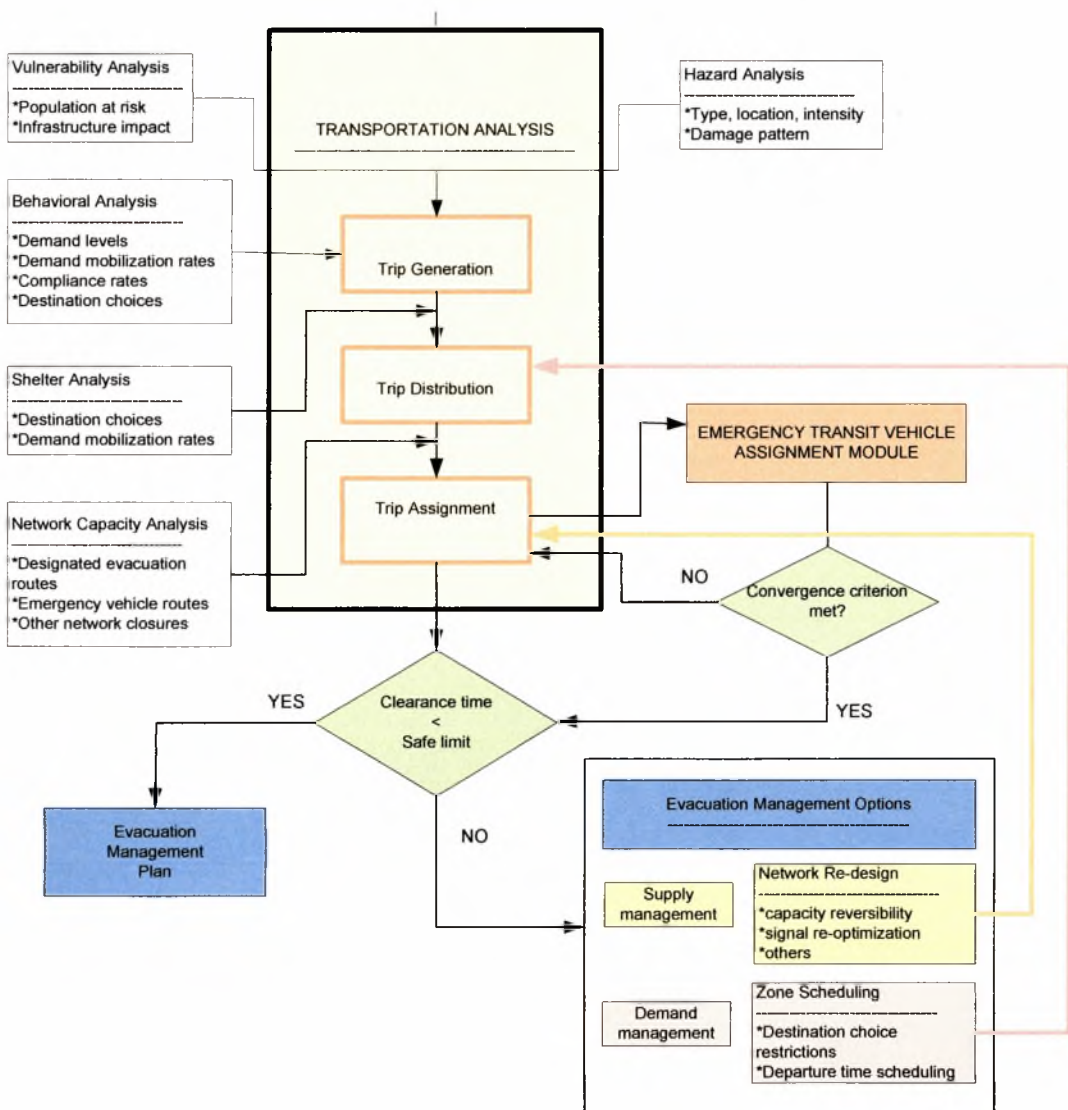 Vulnerability Analysis
*Population at risk
*Infrastructure impact
TRANSPORTATION ANALYSIS
Hazard Analysis
*Type, location, intensity
*Damage pattern
Behavioral Analysis
*Demand levels
*Demand mobilization rates
*Compliance rates
*Destination choices
Trip Generation
Shelter Analysis
*Destination choices
*Demand mobilization rates
Trip Distribution
EMERGENCY TRANSIT VEHICLE
ASSIGNMENT MODULE
Network Capacity Analysis
*Designated evacuation
routes
*Emergency vehicle routes
*Other network closures
Trip Assignment
NO
Convergence criterion
met?
YES
YES
Clearance time
<
Safe limit
NO
Evacuation
Management
Plan
Evacuation Management Options
Supply
management
Network Re-design
*capacity reversibility
*signal re-optimization
*others
Demand
management
Zone Scheduling
*Destination choice
restrictions
*Departure time scheduling